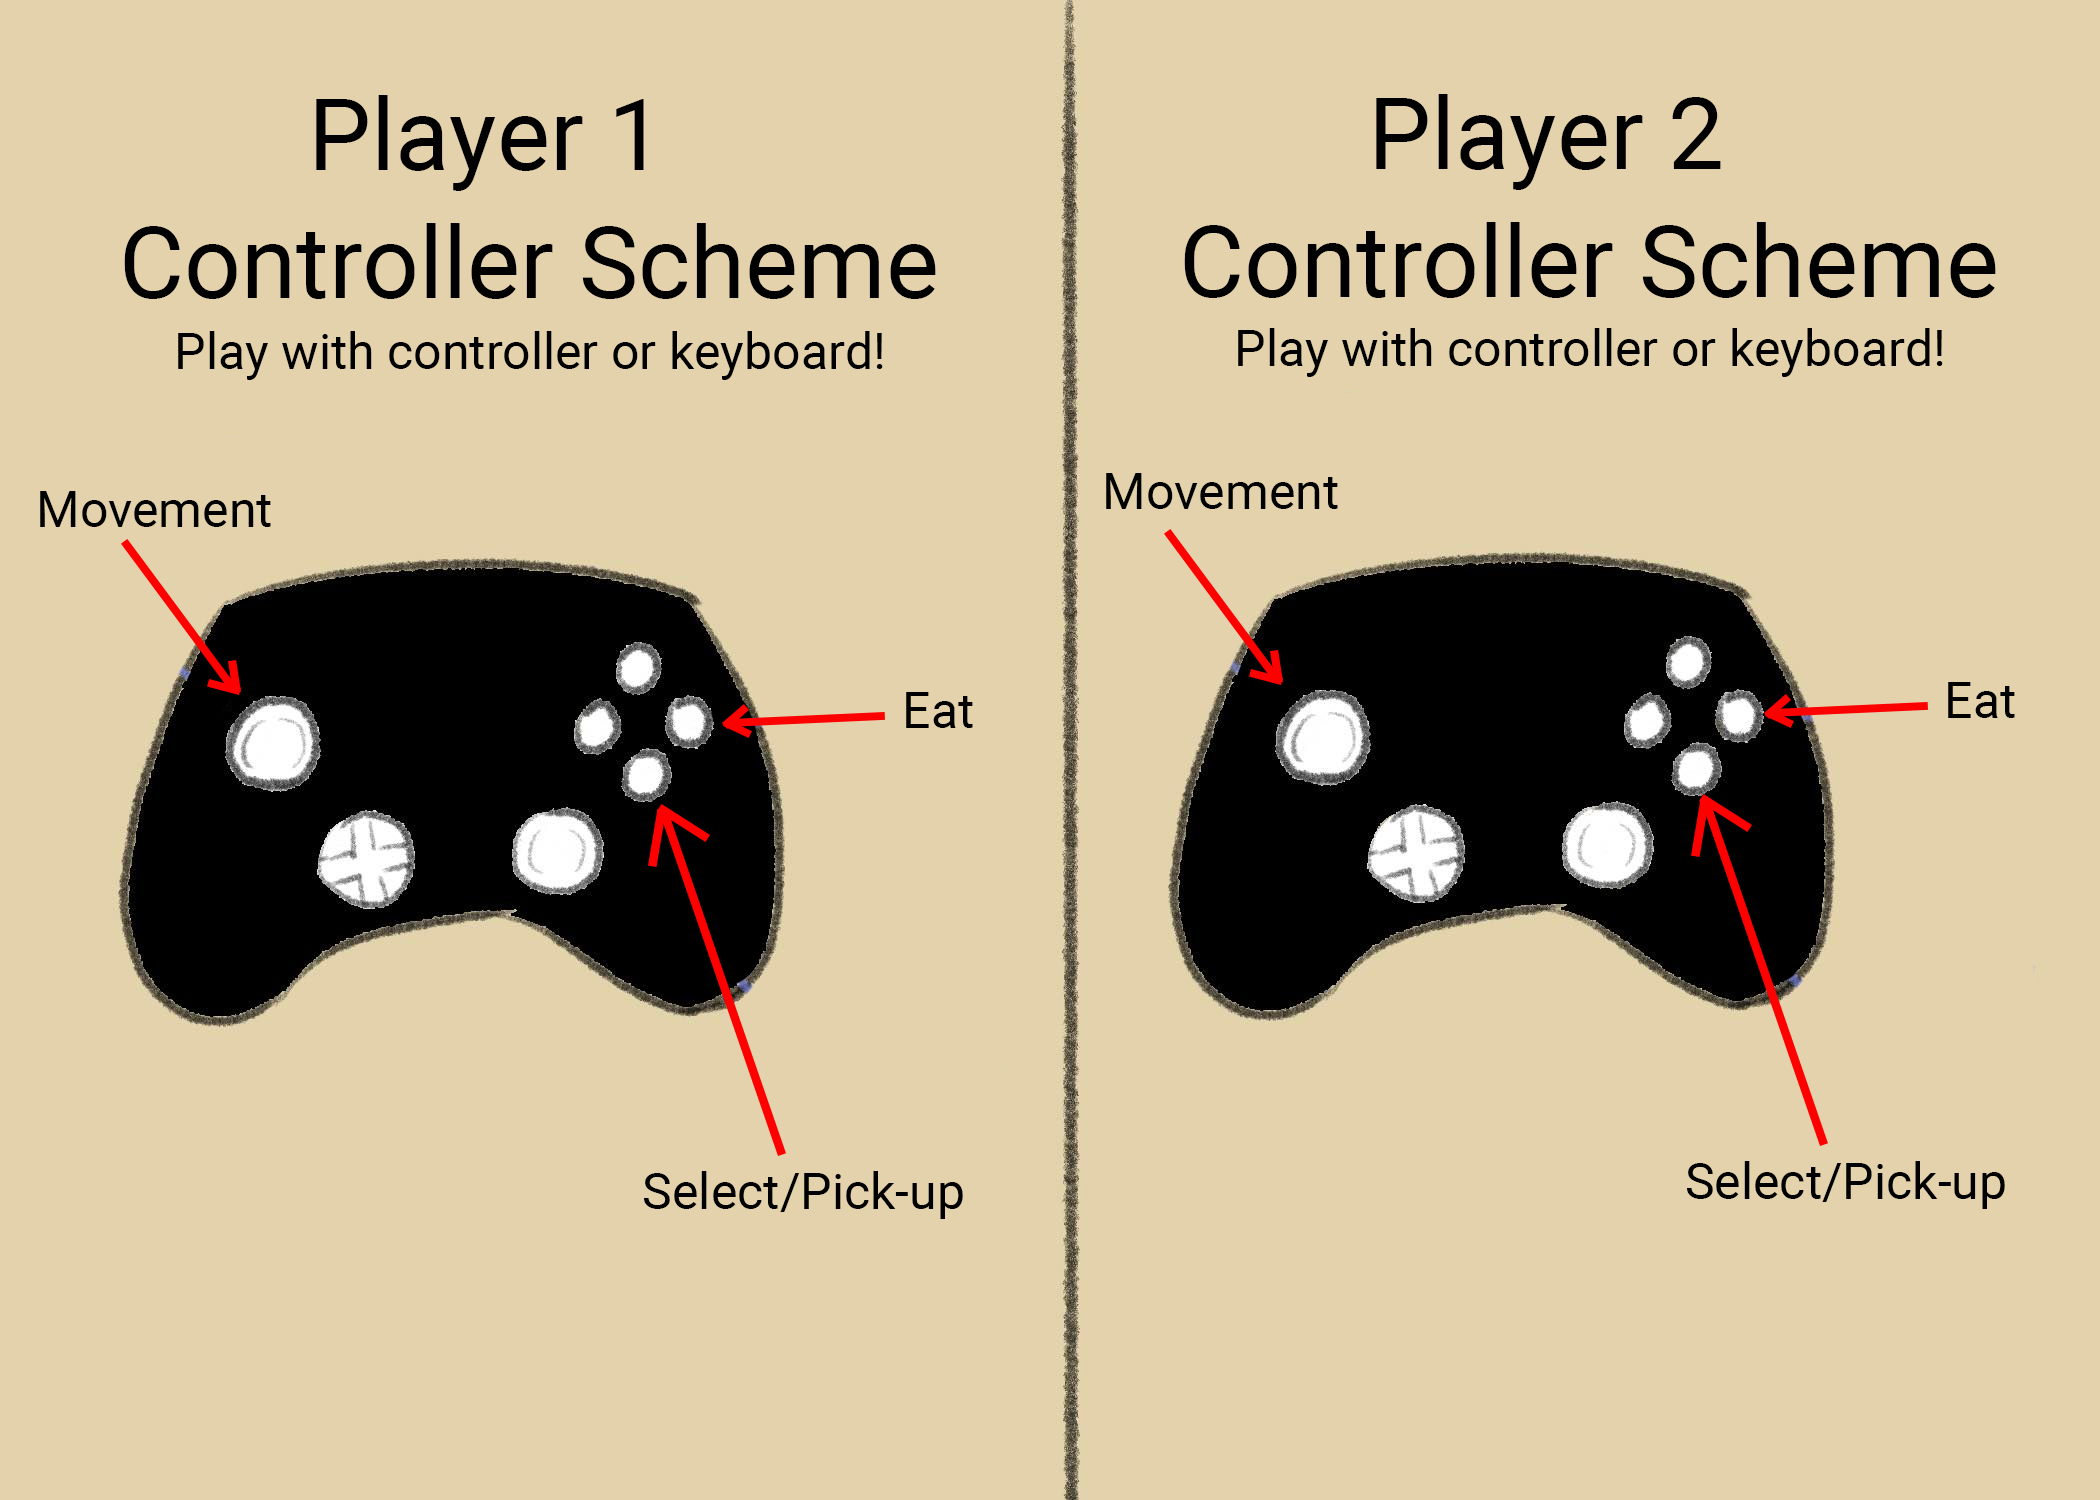 Player 1
Controller Scheme
Play with controller or keyboard!
Movement
Eat
Select/Pick-up
Player 2
Controller Scheme
Play with controller or keyboard!
Movement
Eat
Select/Pick-up